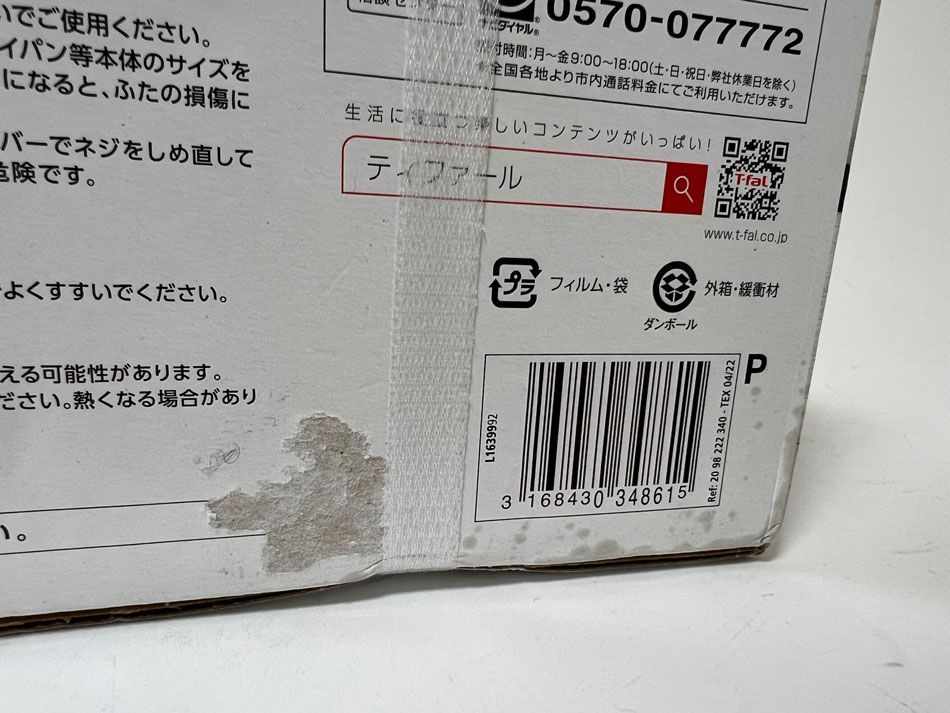 いでご使用ください。
イパン等本体のサイズを
になると、ふたの損傷に
バーでネジをしめ直して
危険です。
よくすすいでください。
える可能性があります。
ださい。熱くなる場合があり
い。
ダイヤル®
0570-077772
付時間:月〜金9:00〜18:00(土・日・祝日・弊社休業日を除く)
全国各地より市内通話料金にてご利用いただけます。
生活に役立つ楽しいコンテンツがいっぱい!
ティファール
T-fal
www.t-fal.co.jp
プラ
フィルム・袋
外箱・緩衝材
ダンボール
P
L1639992
3 168430 348615
Ref: 20 98 222 340 - TEX 04/22